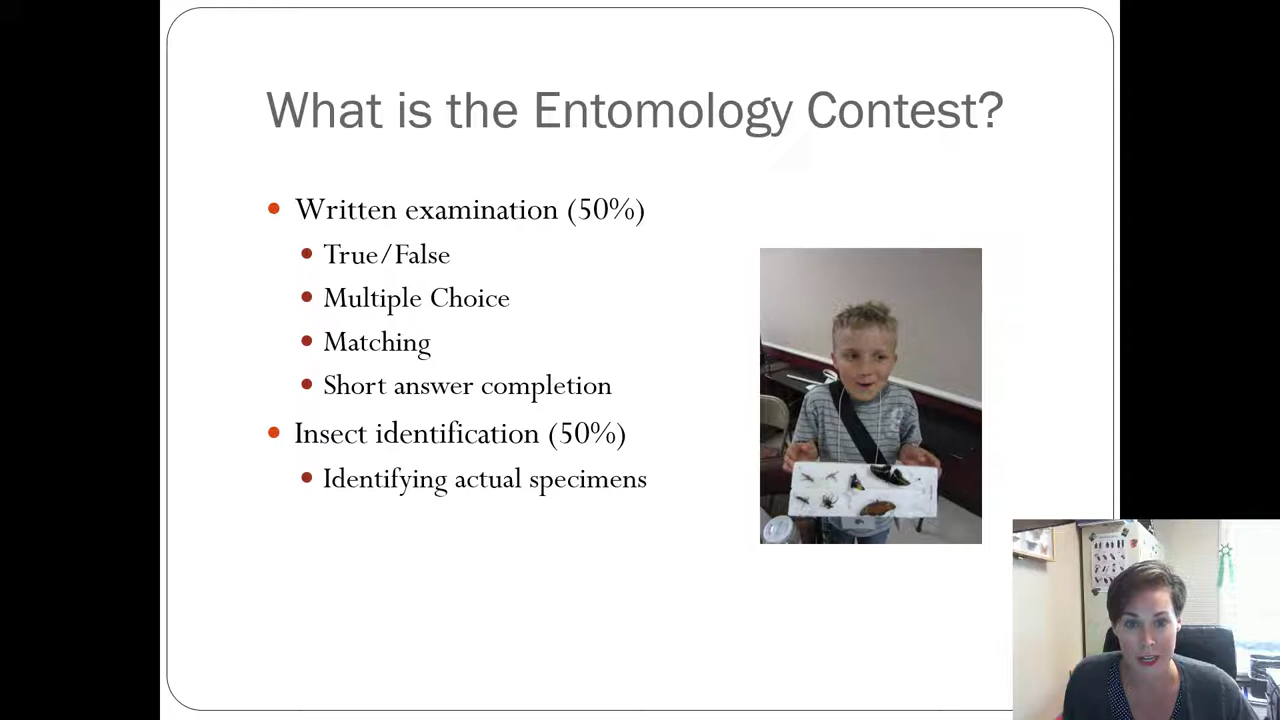 What is the Entomology Contest?
Written examination (50%)
True/False
Multiple Choice
Matching
Short answer completion
Insect identification (50%)
Identifying actual specimens